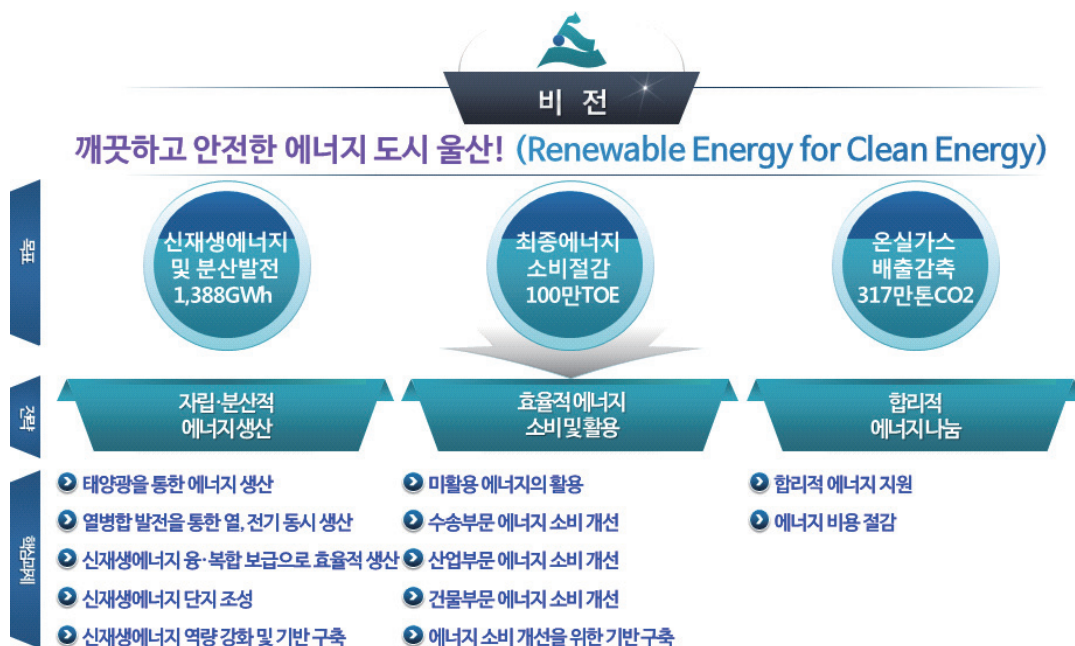 비 전
깨끗하고 안전한 에너지 도시 울산! (Renewable Energy for Clean Energy)
목표
신재생에너지
및 분산발전
1,388GWh
최종에너지
소비절감
100만TOE
온실가스
배출감축
317만톤CO2
전략
자립·분산적
에너지 생산
효율적 에너지
소비 및 활용
합리적
에너지 나눔
핵심과제
태양광을 통한 에너지 생산
열병합 발전을 통한 열, 전기 동시 생산
신재생에너지 융·복합 보급으로 효율적 생산
신재생에너지 단지 조성
신재생에너지 역량 강화 및 기반 구축
미활용 에너지의 활용
수송부문 에너지 소비 개선
산업부문 에너지 소비 개선
건물부문 에너지 소비 개선
에너지 소비 개선을 위한 기반 구축
합리적 에너지 지원
에너지 비용 절감